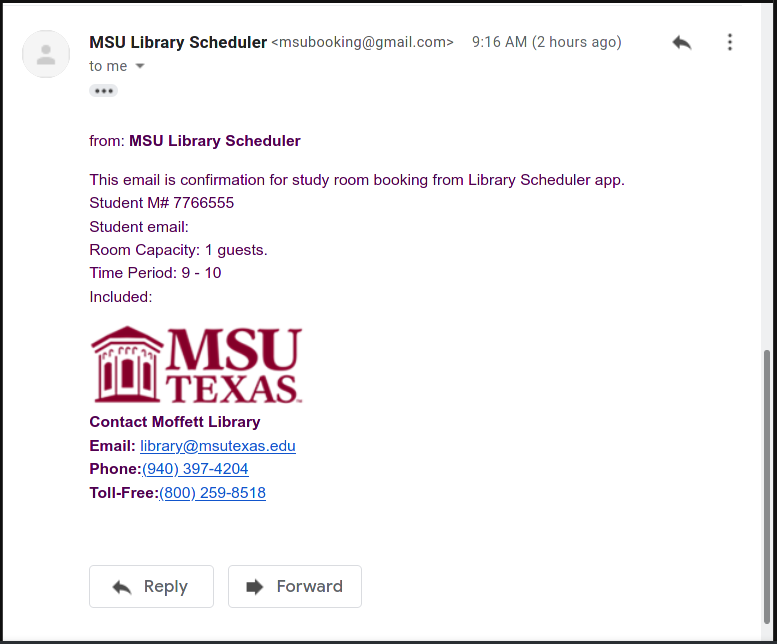 MSU Library Scheduler <msubooking@gmail.com> 9:16 AM (2 hours ago)
to me
from: MSU Library Scheduler
This email is confirmation for study room booking from Library Scheduler app.
Student M# 7766555
Student email:
Room Capacity: 1 guests.
Time Period: 9 - 10
Included:
MSU
TEXAS™
Contact Moffett Library
Email: library@msutexas.edu
Phone:(940) 397-4204
Toll-Free:(800) 259-8518
Reply Forward